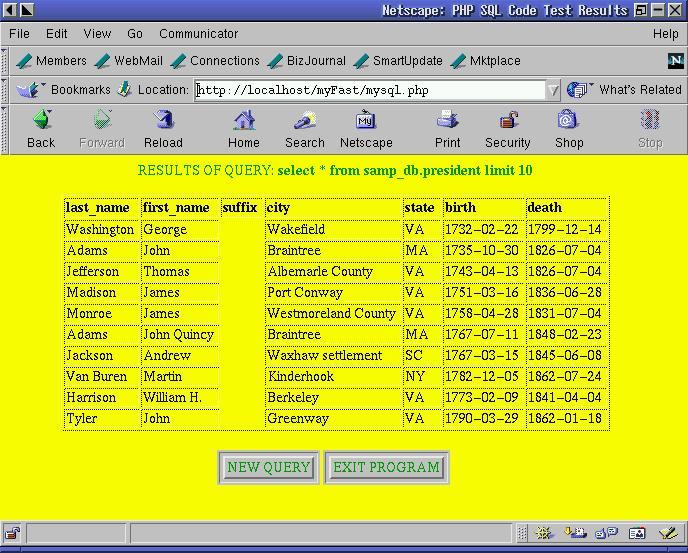 Netscape: PHP SQL Code Test Results
File Edit View Go Communicator Help
Members WebMail Connections BizJournal SmartUpdate Mktplace N
Bookmarks Location: http://localhost/myFast/mysql.php What's Related
My
Back Forward Reload Home Search Netscape Print Security Shop Stop
RESULTS OF QUERY: select * from samp_db.president limit 10
last_name first_name suffix city state birth death
Washington George Wakefield VA 1732-02-22 1799-12-14
Adams John Braintree MA 1735-10-30 1826-07-04
Jefferson Thomas Albemarle County VA 1743-04-13 1826-07-04
Madison James Port Conway VA 1751-03-16 1836-06-28
Monroe James Westmoreland County VA 1758-04-28 1831-07-04
Adams John Quincy Braintree MA 1767-07-11 1848-02-23
Jackson Andrew Waxhaw settlement SC 1767-03-15 1845-06-08
Van Buren Martin Kinderhook NY 1782-12-05 1862-07-24
Harrison William H. Berkeley VA 1773-02-09 1841-04-04
Tyler John Greenway VA 1790-03-29 1862-01-18
NEW QUERY EXIT PROGRAM